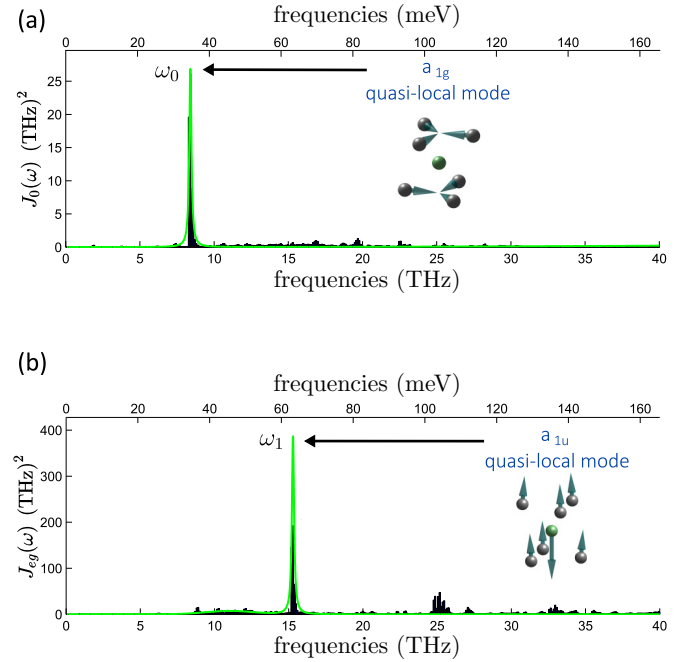 (a)
frequencies (meV)
0 20 40 60 80 100 120 140 160
ω₀
a 1g
quasi-local mode
J₀(ω) (THz)²
25
20
15
10
5
0
0 5 10 15 20 25 30 35 40
frequencies (THz)
(b)
frequencies (meV)
0 20 40 60 80 100 120 140 160
ω₁
a 1u
quasi-local mode
J_eg(ω) (THz)²
400
300
200
100
0
0 5 10 15 20 25 30 35 40
frequencies (THz)